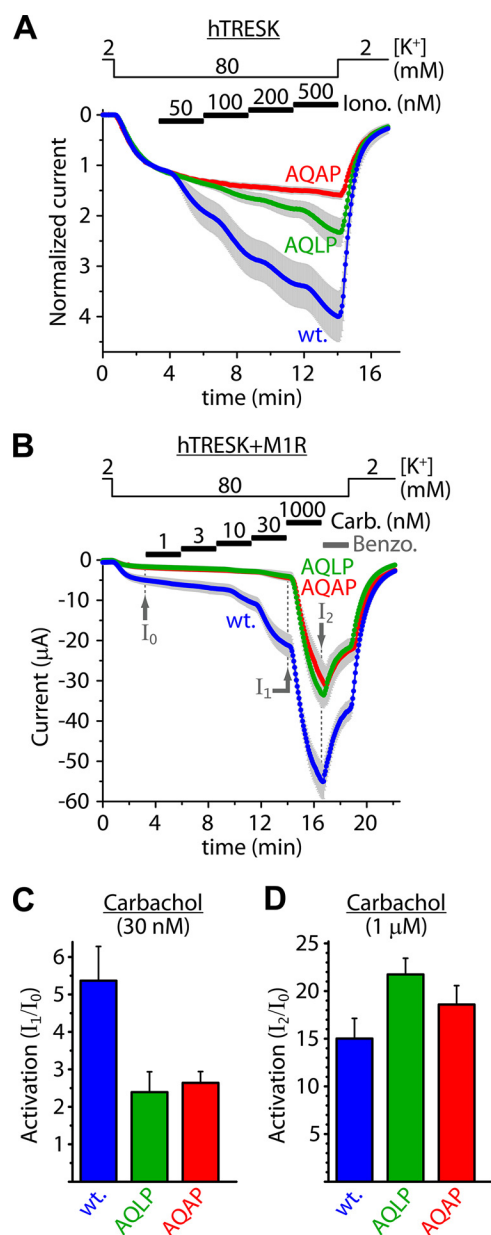 A
hTRESK
2 80 2 [K+]
(mM)
50 100 200 500 Iono. (nM)
0
1
2
3
4
Normalized current
AQAP
AQLP
wt.
0 4 8 12 16
time (min)
B
hTRESK+M1R
2 80 2 [K+]
(mM)
1 3 10 30 1000 Carb. (nM)
Benzo.
0
-10
-20
-30
-40
-50
-60
Current (µA)
AQLP
AQAP
wt.
I0
I1
I2
0 4 8 12 16 20
time (min)
C
Carbachol
(30 nM)
6
5
4
3
2
1
Activation (I1/I0)
wt. AQLP AQAP
D
Carbachol
(1 µM)
25
20
15
10
5
Activation (I2/I0)
wt. AQLP AQAP